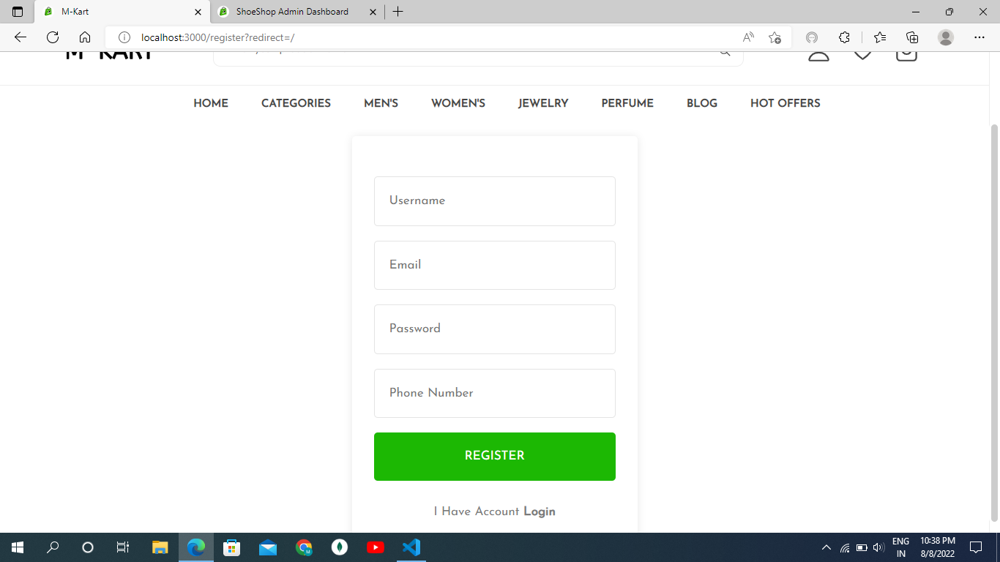 M-Kart
ShoeShop Admin Dashboard
localhost:3000/register?redirect=/
M KART
HOME CATEGORIES MEN'S WOMEN'S JEWELRY PERFUME BLOG HOT OFFERS
Username
Email
Password
Phone Number
REGISTER
I Have Account Login
ENG
IN
10:38 PM
8/8/2022